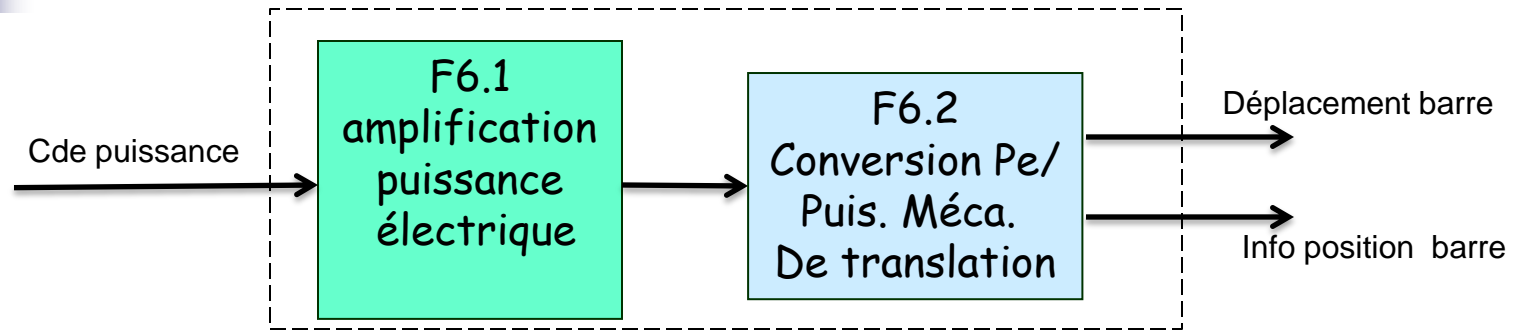 Cde puissance
F6.1
amplification
puissance
électrique
F6.2
Conversion Pe/
Puis. Méca.
De translation
Déplacement barre
Info position barre